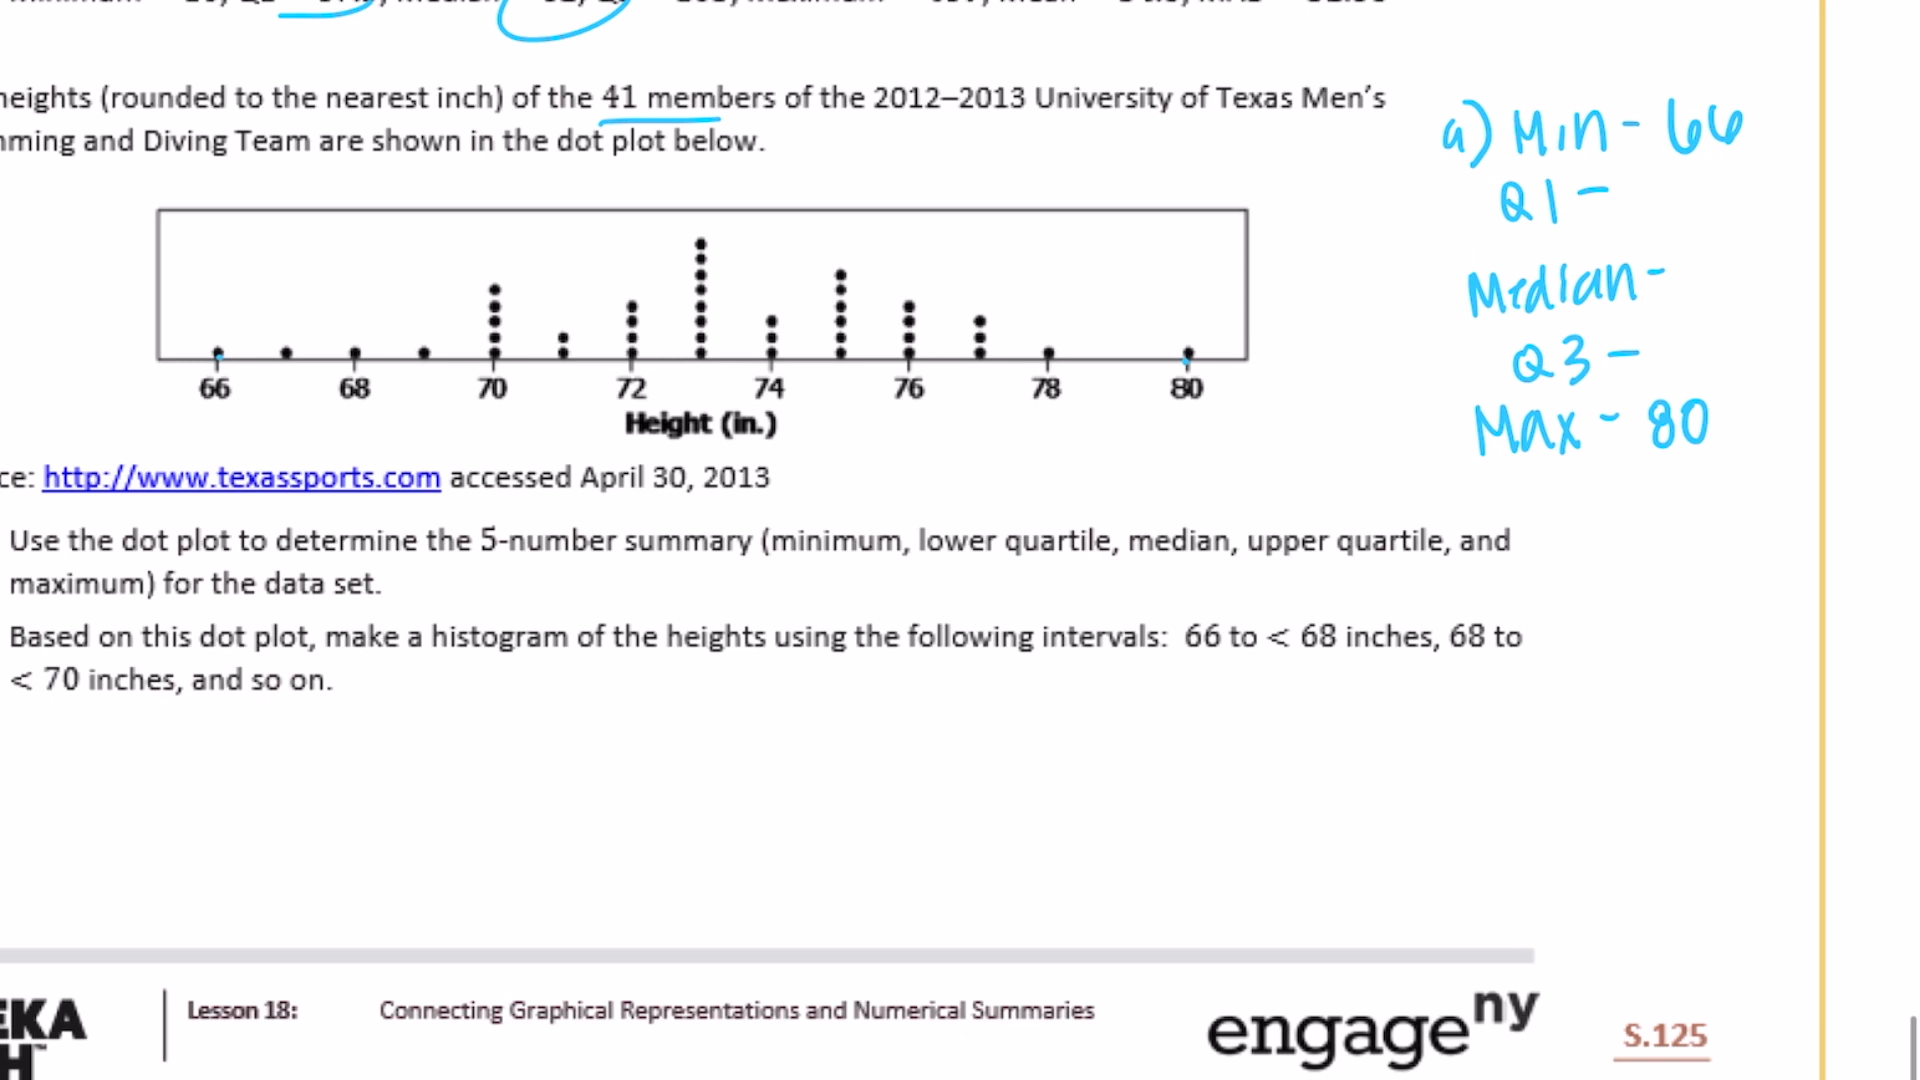 heights (rounded to the nearest inch) of the 41 members of the 2012–2013 University of Texas Men's
mming and Diving Team are shown in the dot plot below.
a) Min - 66
Q1 -
Median -
Q3 -
Max - 80
66 68 70 72 74 76 78 80
Height (in.)
ce: http://www.texassports.com accessed April 30, 2013
Use the dot plot to determine the 5-number summary (minimum, lower quartile, median, upper quartile, and
maximum) for the data set.
Based on this dot plot, make a histogram of the heights using the following intervals: 66 to < 68 inches, 68 to
< 70 inches, and so on.
EKA
H™
Lesson 18:
Connecting Graphical Representations and Numerical Summaries
engageny
S.125